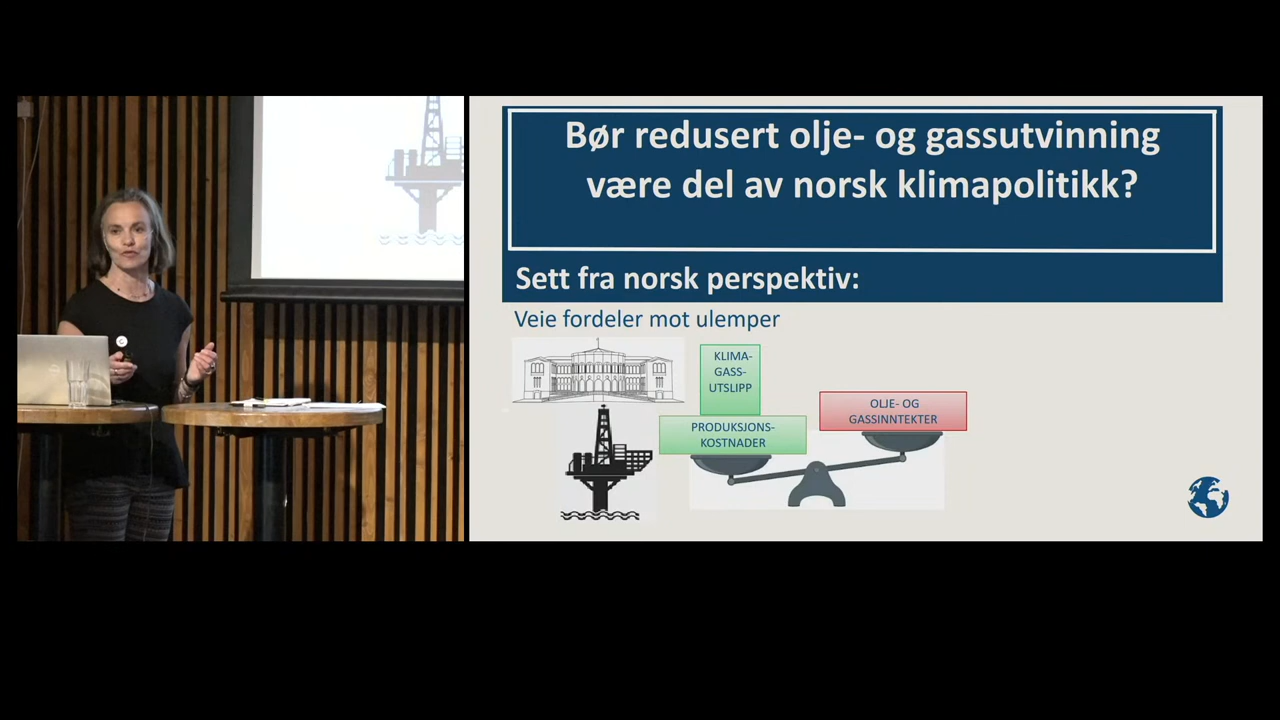 Bør redusert olje- og gassutvinning
være del av norsk klimapolitikk?
Sett fra norsk perspektiv:
Veie fordeler mot ulemper
KLIMA-
GASS-
UTSLIPP
OLJE- OG
GASSINNTEKTER
PRODUKSJONS-
KOSTNADER